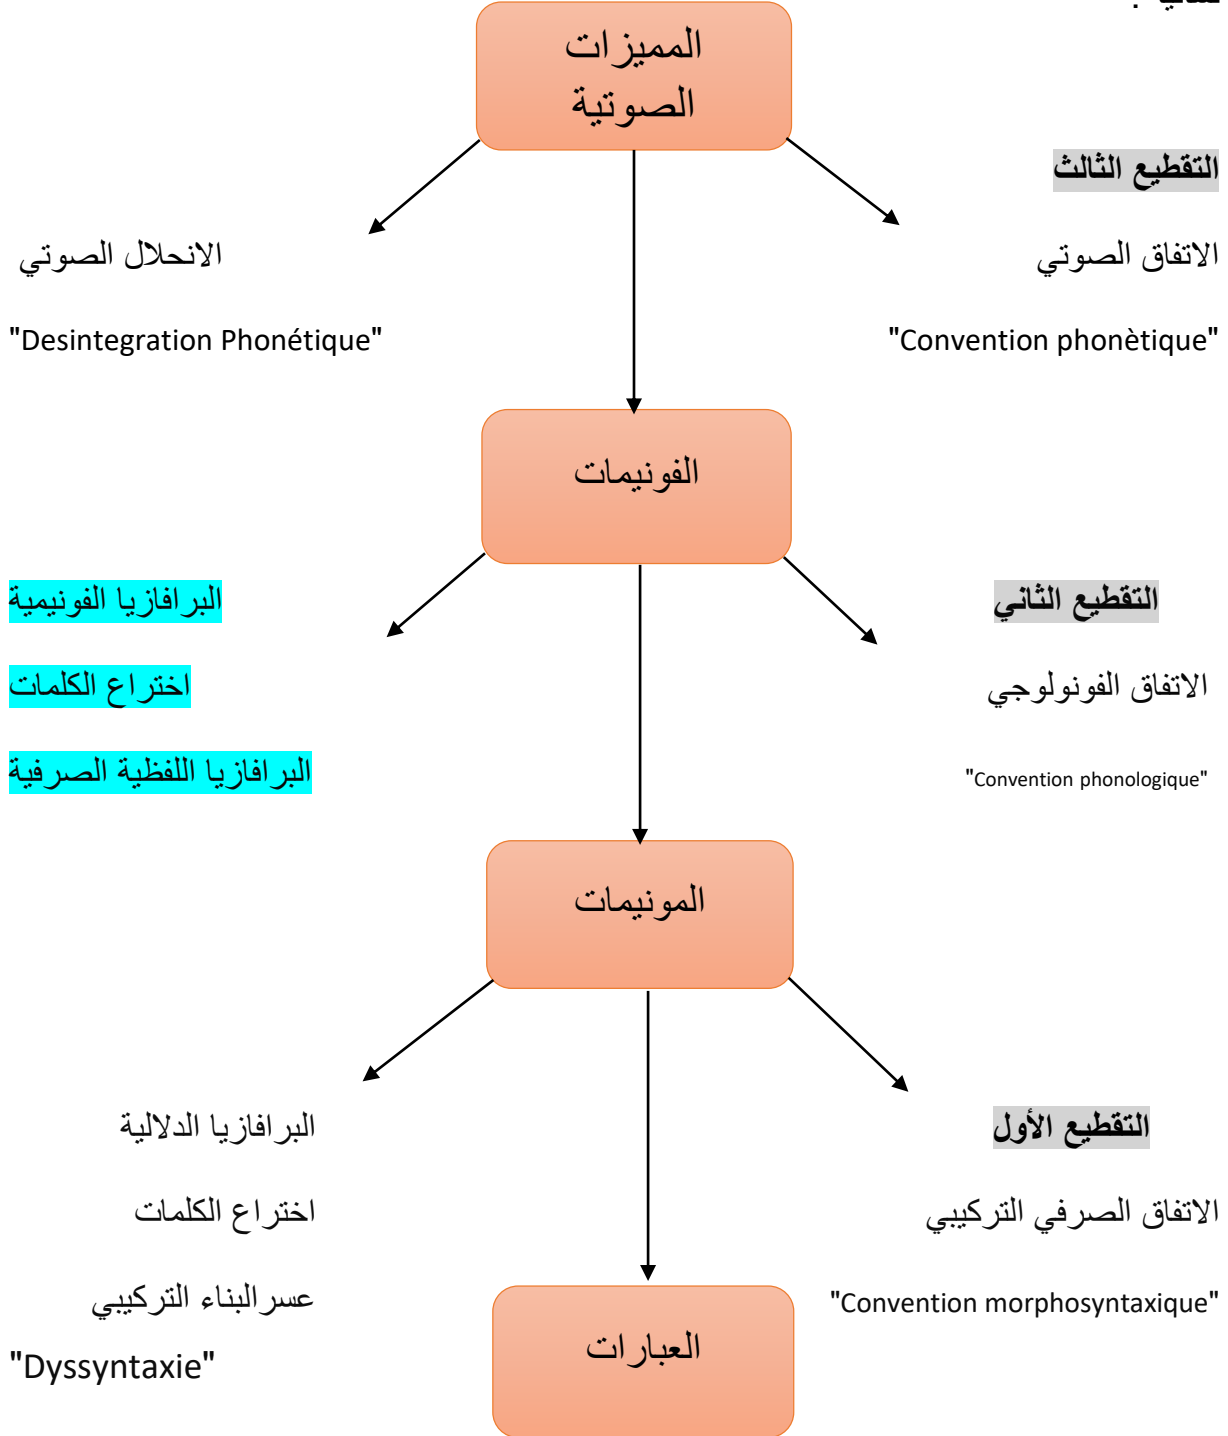 المميزات
الصوتية
التقطيع الثالث
الاتفاق الصوتي
الانحلال الصوتي
"Convention phonètique"
"Desintegration Phonétique"
الفونيمات
التقطيع الثاني
البرافازيا الفونيمية
الاتفاق الفونولوجي
اختراع الكلمات
"Convention phonologique"
البرافازيا اللفظية الصرفية
المونيمات
التقطيع الأول
البرافازيا الدلالية
الاتفاق الصرفي التركيبي
اختراع الكلمات
"Convention morphosyntaxique"
عسرالبناء التركيبي
العبارات
"Dyssyntaxie"